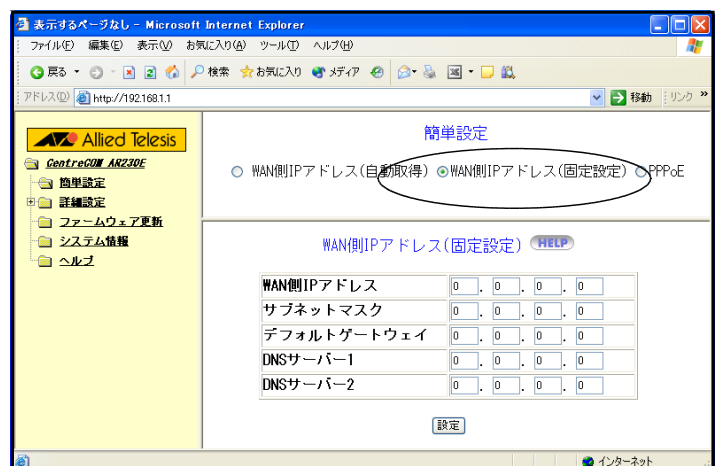 表示するページなし - Microsoft Internet Explorer
ファイル(F) 編集(E) 表示(V) お気に入り(A) ツール(T) ヘルプ(H)
戻る 検索 お気に入り メディア
アドレス(D) http://192.168.1.1 移動 リンク »
Allied Telesis
CentreCOM AR230E
簡単設定
詳細設定
ファームウェア更新
システム情報
ヘルプ
簡単設定
WAN側IPアドレス(自動取得) WAN側IPアドレス(固定設定) PPPoE
WAN側IPアドレス(固定設定) HELP
WAN側IPアドレス 0 . 0 . 0 . 0
サブネットマスク 0 . 0 . 0 . 0
デフォルトゲートウェイ 0 . 0 . 0 . 0
DNSサーバー1 0 . 0 . 0 . 0
DNSサーバー2 0 . 0 . 0 . 0
設定
インターネット